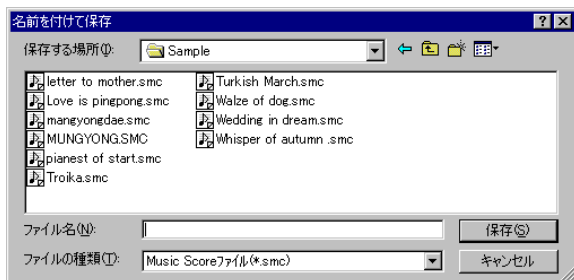 名前を付けて保存
保存する場所(I): Sample
letter to mother.smc
Love is pingpong.smc
mangyongdae.smc
MUNGYONG.SMC
pianest of start.smc
Troika.smc
Turkish March.smc
Walze of dog.smc
Wedding in dream.smc
Whisper of autumn .smc
ファイル名(N): 保存(S)
ファイルの種類(T): Music Scoreファイル(*.smc) キャンセル